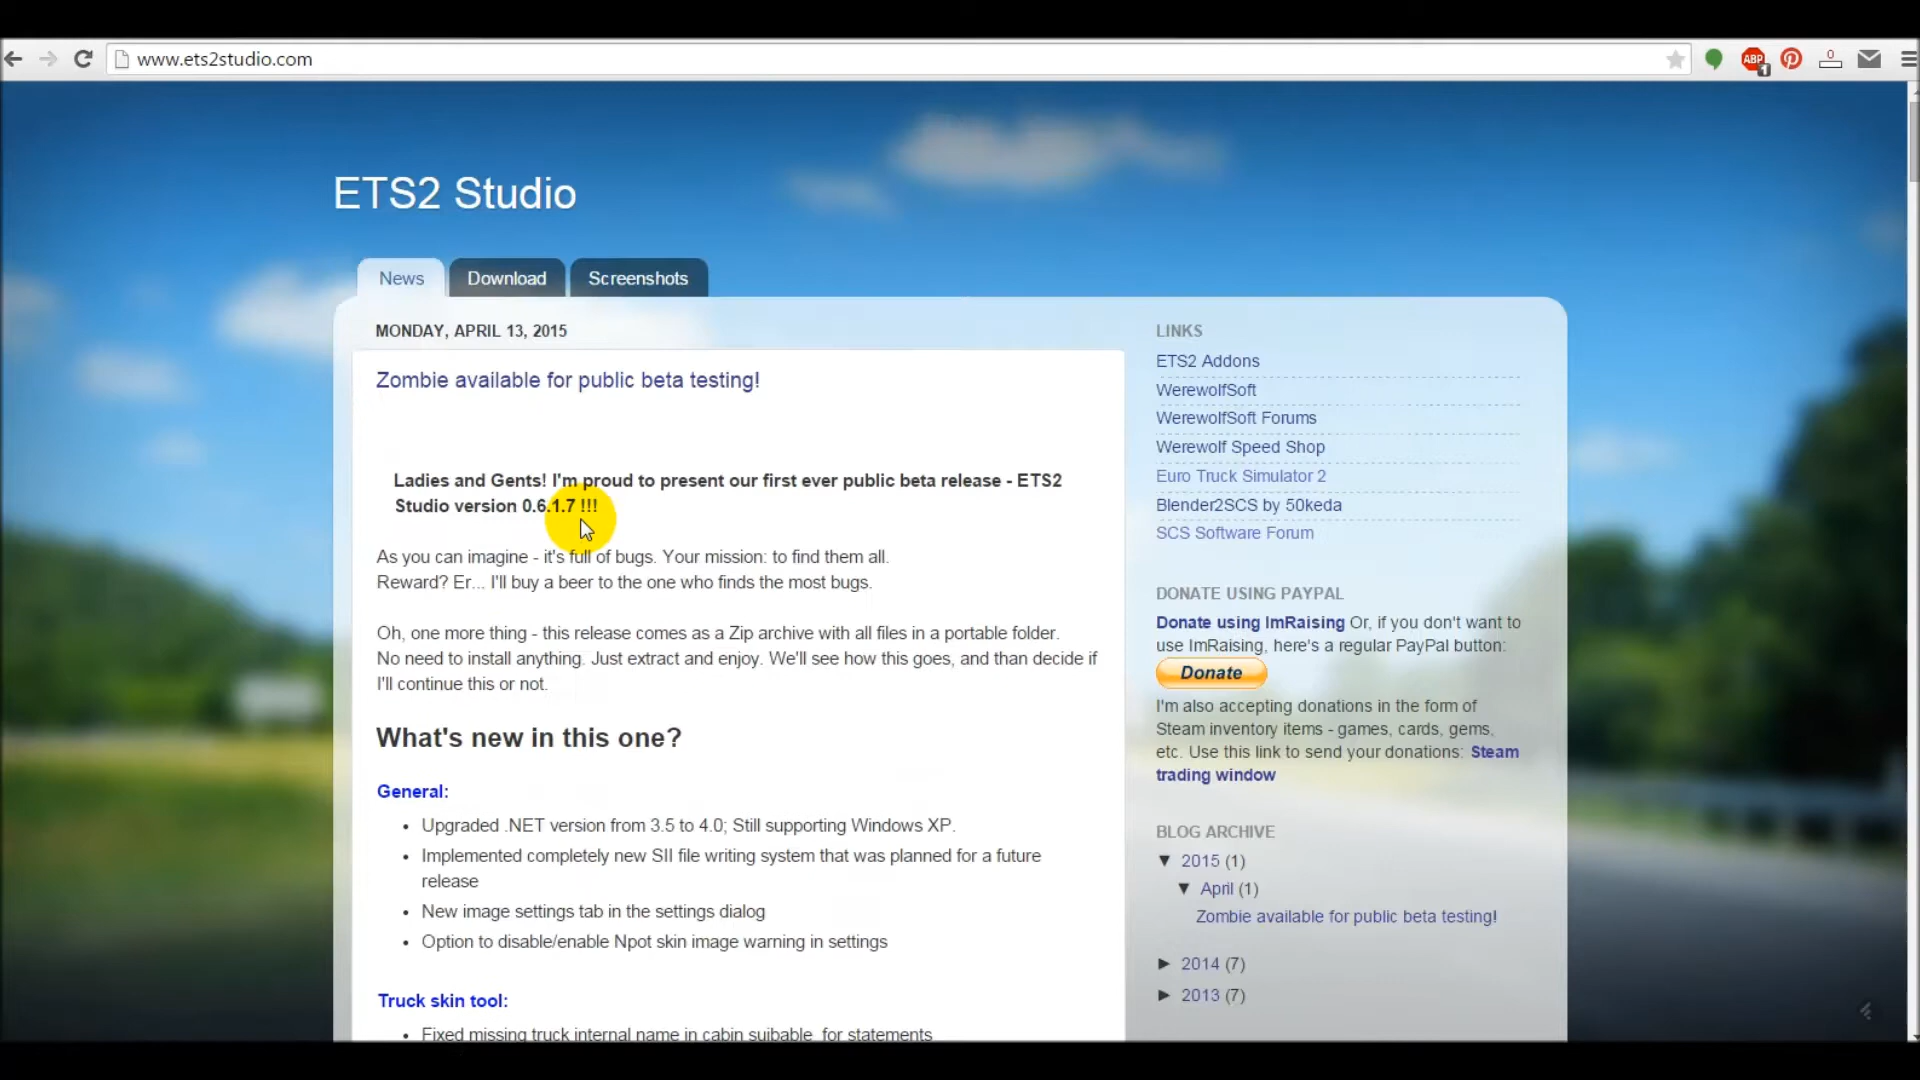 www.ets2studio.com
ABP
1
0
ETS2 Studio
News
Download
Screenshots
MONDAY, APRIL 13, 2015
Zombie available for public beta testing!
Ladies and Gents! I'm proud to present our first ever public beta release - ETS2
Studio version 0.6.1.7 !!!
As you can imagine - it's full of bugs. Your mission: to find them all.
Reward? Er... I'll buy a beer to the one who finds the most bugs.
Oh, one more thing - this release comes as a Zip archive with all files in a portable folder.
No need to install anything. Just extract and enjoy. We'll see how this goes, and than decide if
I'll continue this or not.
What's new in this one?
General:
• Upgraded .NET version from 3.5 to 4.0; Still supporting Windows XP.
• Implemented completely new SII file writing system that was planned for a future
release
• New image settings tab in the settings dialog
• Option to disable/enable Npot skin image warning in settings
Truck skin tool:
• Fixed missing truck internal name in cabin suibable_for statements
LINKS
ETS2 Addons
WerewolfSoft
WerewolfSoft Forums
Werewolf Speed Shop
Euro Truck Simulator 2
Blender2SCS by 50keda
SCS Software Forum
DONATE USING PAYPAL
Donate using ImRaising Or, if you don't want to
use ImRaising, here's a regular PayPal button:
Donate
I'm also accepting donations in the form of
Steam inventory items - games, cards, gems,
etc. Use this link to send your donations: Steam
trading window
BLOG ARCHIVE
▼ 2015 (1)
▼ April (1)
Zombie available for public beta testing!
► 2014 (7)
► 2013 (7)